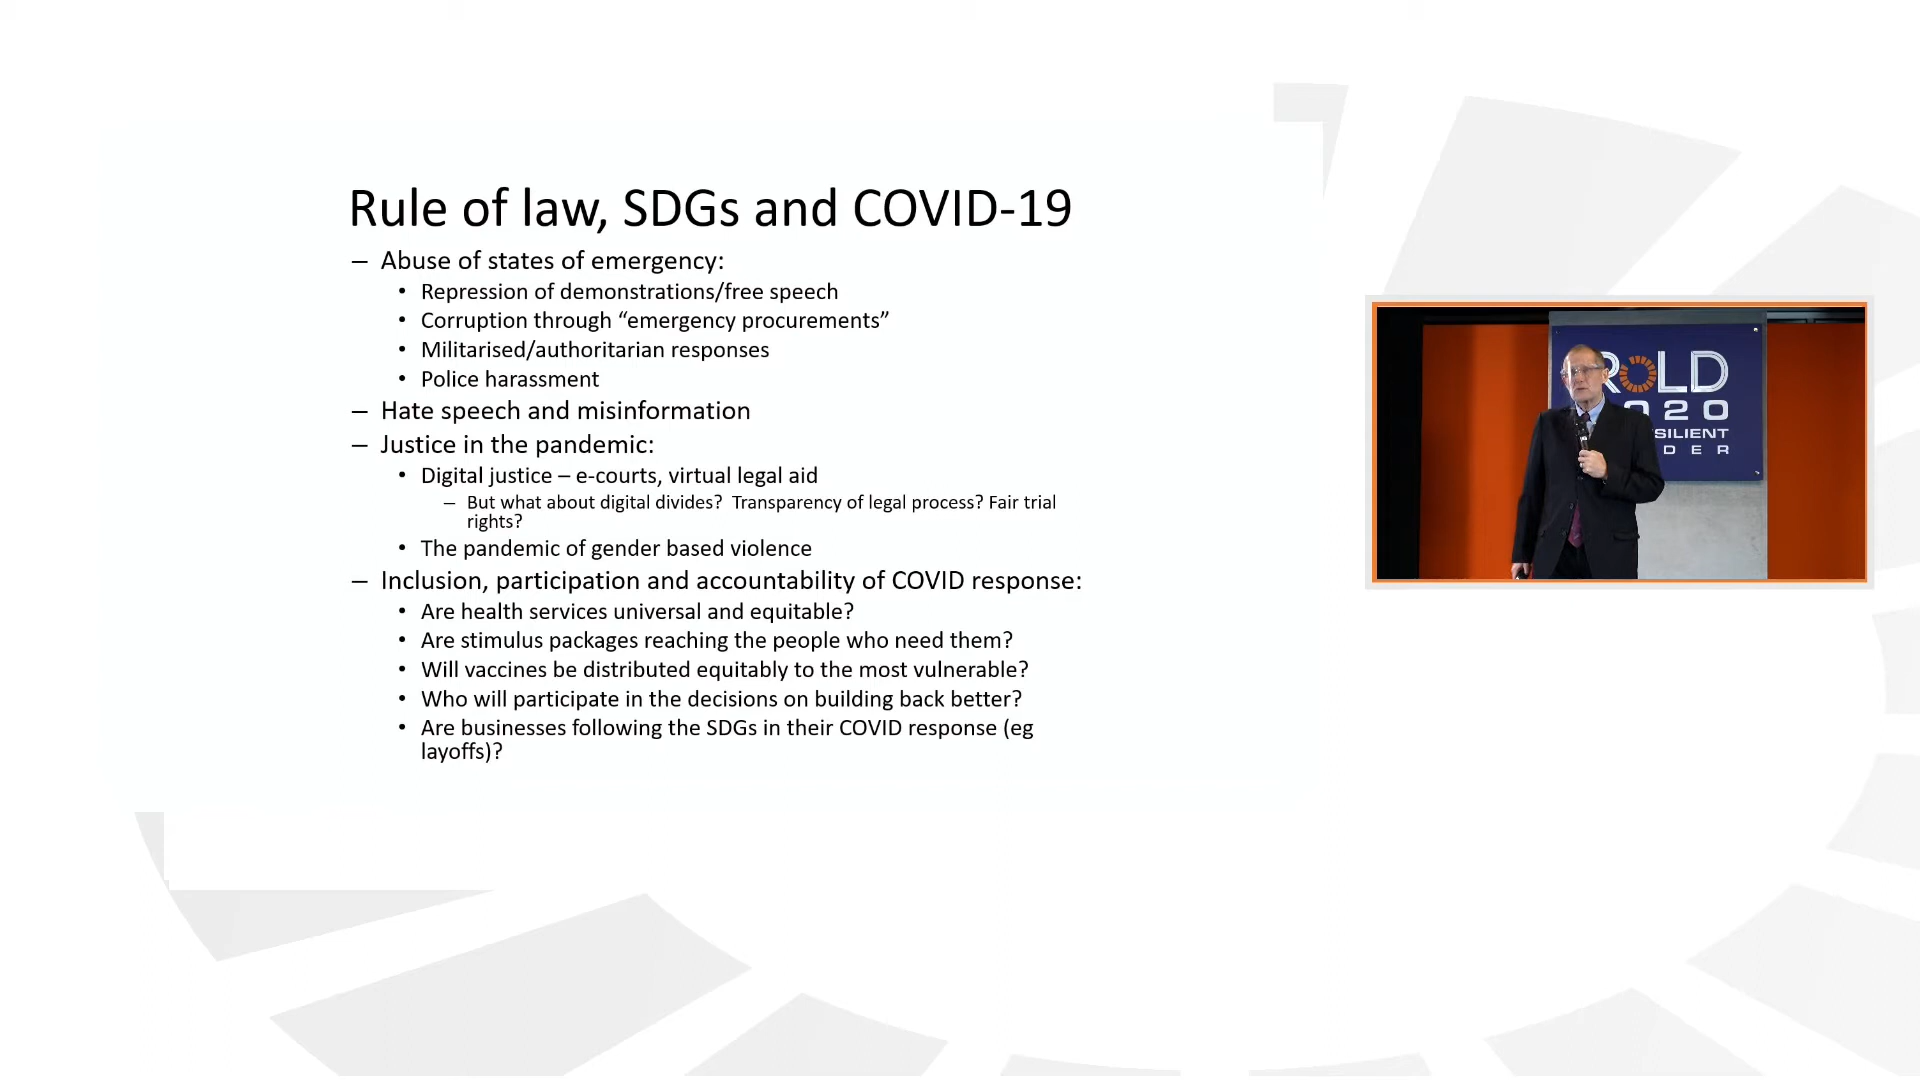 Rule of law, SDGs and COVID-19
– Abuse of states of emergency:
• Repression of demonstrations/free speech
• Corruption through “emergency procurements”
• Militarised/authoritarian responses
• Police harassment
– Hate speech and misinformation
– Justice in the pandemic:
• Digital justice – e-courts, virtual legal aid
– But what about digital divides?  Transparency of legal process? Fair trial
rights?
• The pandemic of gender based violence
– Inclusion, participation and accountability of COVID response:
• Are health services universal and equitable?
• Are stimulus packages reaching the people who need them?
• Will vaccines be distributed equitably to the most vulnerable?
• Who will participate in the decisions on building back better?
• Are businesses following the SDGs in their COVID response (eg
layoffs)?
ROLD
020
SILIENT
DER